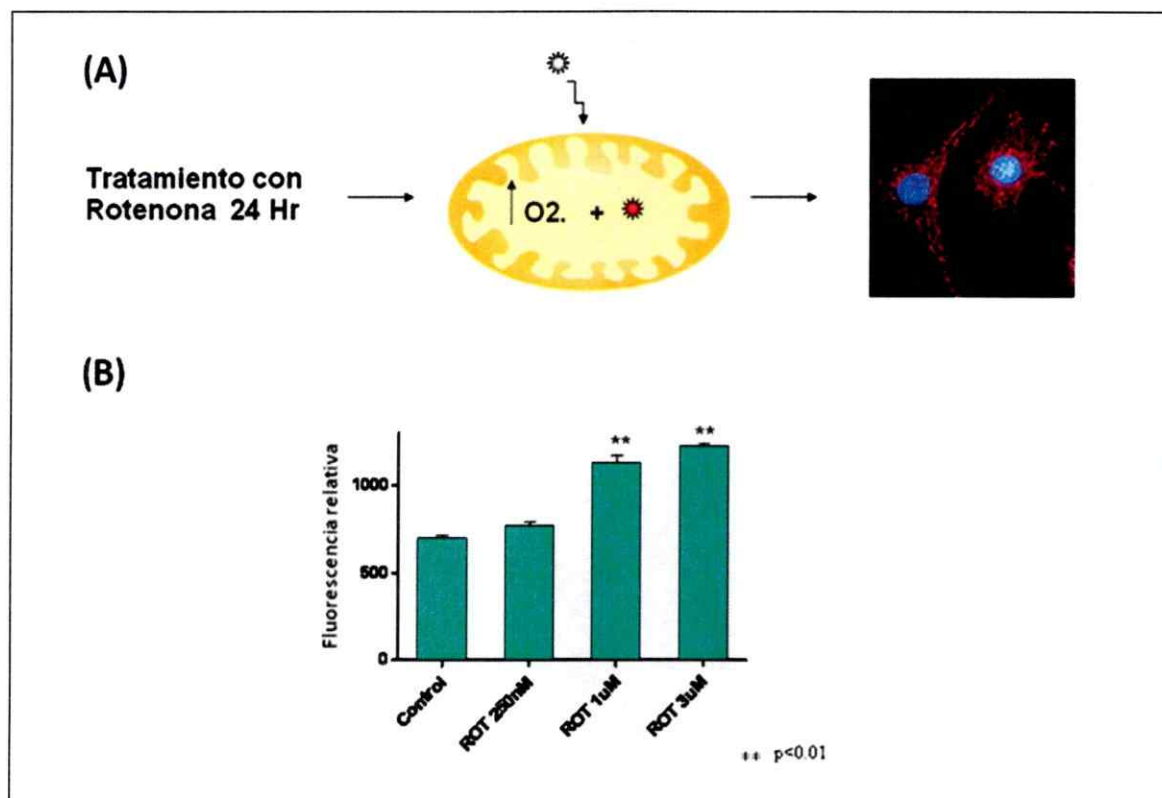 (A)
Tratamiento con
Rotenona 24 Hr
O2. +
(B)
Fluorescencia relativa
1000
500
0
** **
Control
ROT 250nM
ROT 1uM
ROT 3uM
** p<0.01